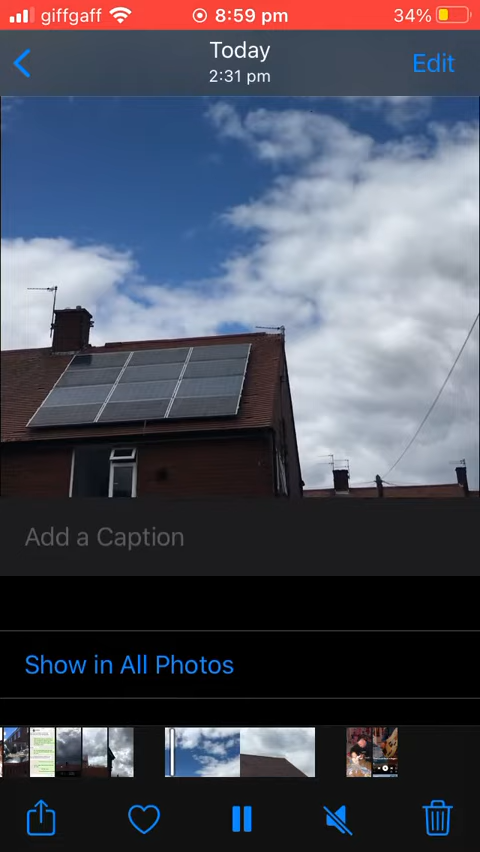 giffgaff 8:59 pm 34%
Today
2:31 pm
Edit
Add a Caption
Show in All Photos